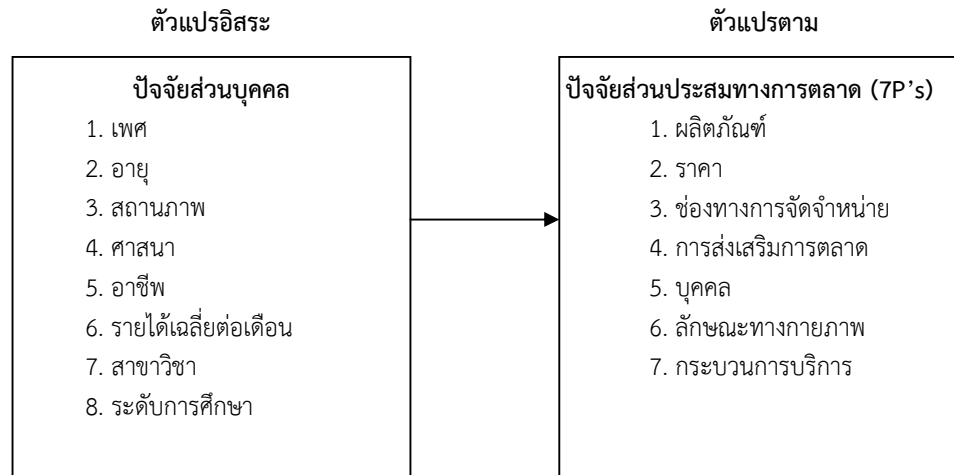 ตัวแปรอิสระ
ตัวแปรตาม
ปัจจัยส่วนบุคคล
1. เพศ
2. อายุ
3. สถานภาพ
4. ศาสนา
5. อาชีพ
6. รายได้เฉลี่ยต่อเดือน
7. สาขาวิชา
8. ระดับการศึกษา
ปัจจัยส่วนประสมทางการตลาด (7P's)
1. ผลิตภัณฑ์
2. ราคา
3. ช่องทางการจัดจำหน่าย
4. การส่งเสริมการตลาด
5. บุคคล
6. ลักษณะทางกายภาพ
7. กระบวนการบริการ